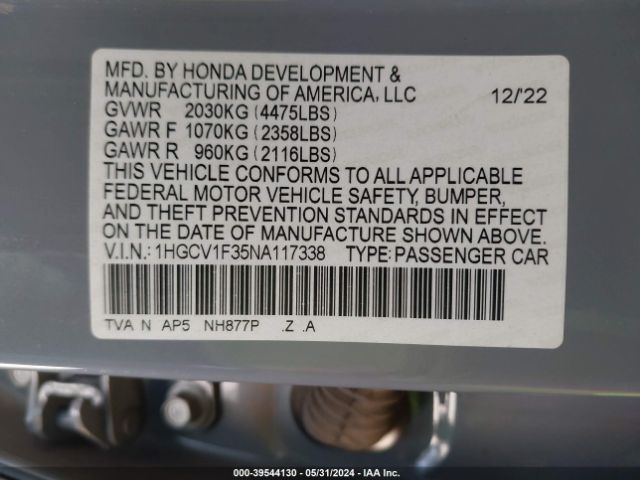 MFD. BY HONDA DEVELOPMENT &
MANUFACTURING OF AMERICA, LLC 12/'22
GVWR 2030KG (4475LBS)
GAWR F 1070KG (2358LBS)
GAWR R 960KG (2116LBS)
THIS VEHICLE CONFORMS TO ALL APPLICABLE
FEDERAL MOTOR VEHICLE SAFETY, BUMPER,
AND THEFT PREVENTION STANDARDS IN EFFECT
ON THE DATE OF MANUFACTURE SHOWN ABOVE.
V.I.N.: 1HGCV1F35NA117338 TYPE: PASSENGER CAR
TVA N AP5 NH877P .Z .A
000-39544130 - 05/31/2024 - IAA Inc.